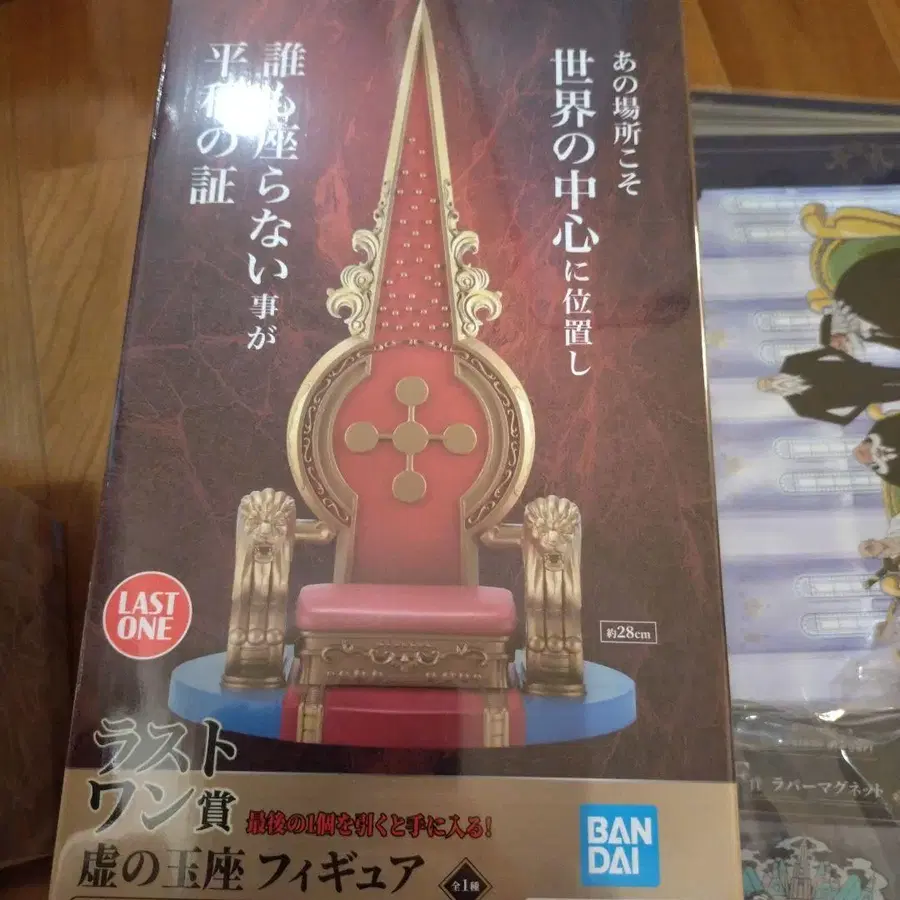 あの場所こそ
世界の中心に位置し
誰も座らない事が
平和の証
約28cm
LAST
ONE
ラスト
ワン賞
最後の1個を引くと手に入る!
虚の玉座 フィギュア
全1種
BAN
DAI
賞 ラバーマグネット